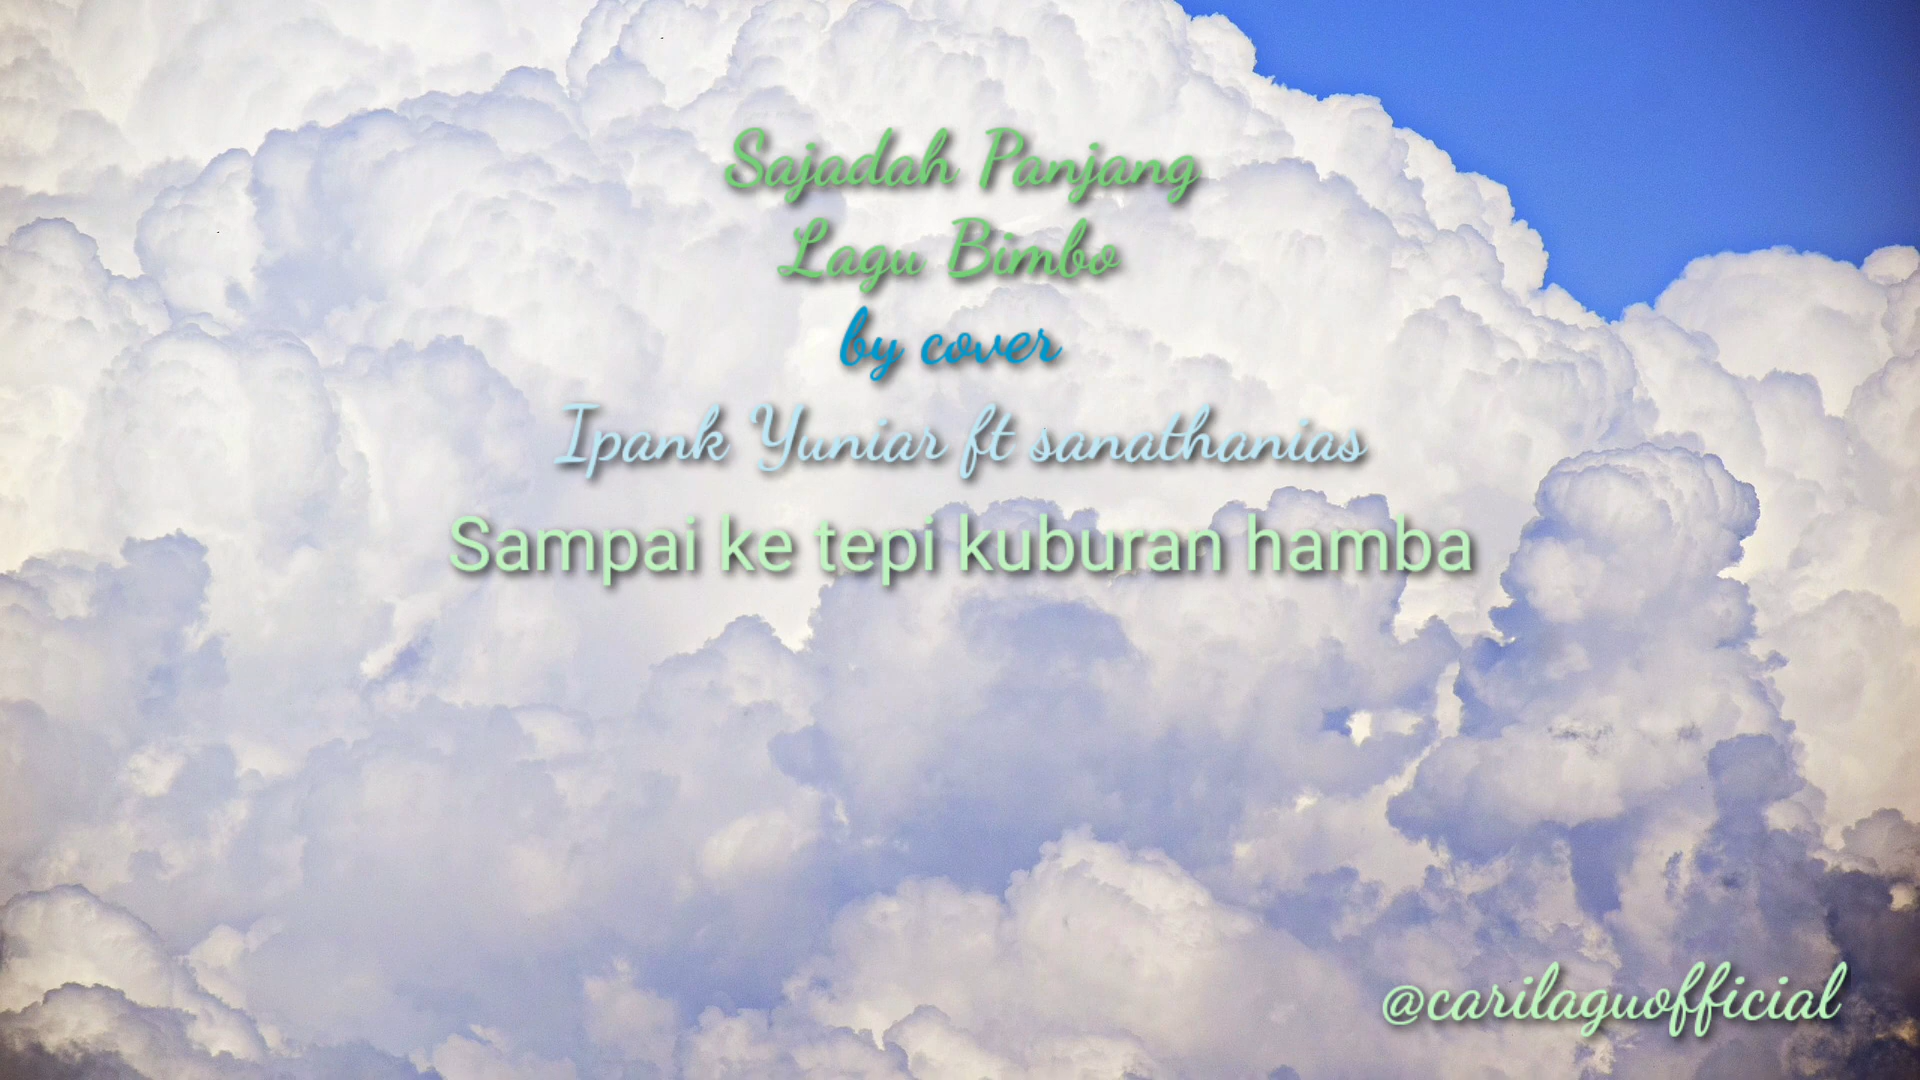 Sajadah Panjang
Lagu Bimbo
by cover
Ipank Yuniar ft sanathanias
Sampai ke tepi kuburan hamba
@carilaguofficial